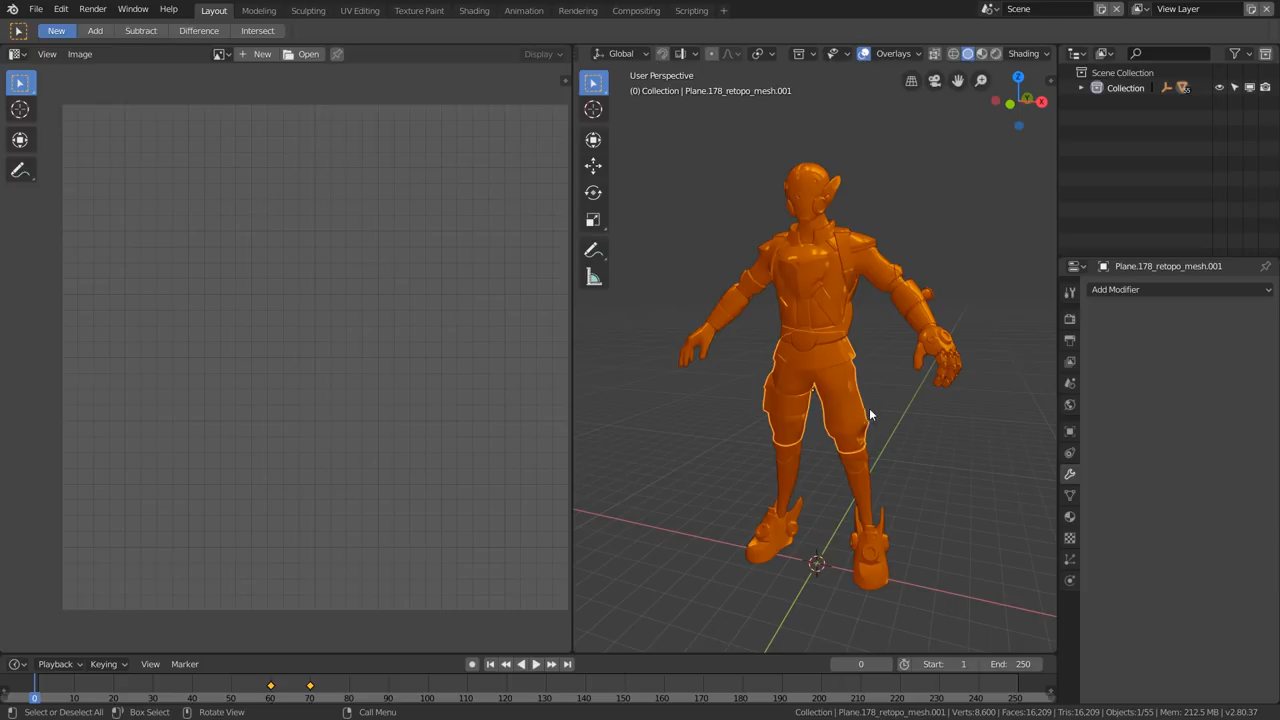 File Edit Render Window Help Layout Modeling Sculpting UV Editing Texture Paint Shading Animation Rendering Compositing Scripting + Scene View Layer
New Add Subtract Difference Intersect
View Image New Open Display Global Overlays Shading
User Perspective
(0) Collection | Plane.178_retopo_mesh.001
Z
Y
X
Scene Collection
Collection
Plane.178_retopo_mesh.001
Add Modifier
Playback Keying View Marker 0 Start: 1 End: 250
0 10 20 30 40 50 60 70 80 90 100 110 120 130 140 150 160 170 180 190 200 210 220 230 240 250
Select or Deselect All Box Select Rotate View Call Menu Collection | Plane.178_retopo_mesh.001 | Verts:8,600 | Faces:16,209 | Tris:16,209 | Objects:1/55 | Mem: 212.5 MB | v2.80.37